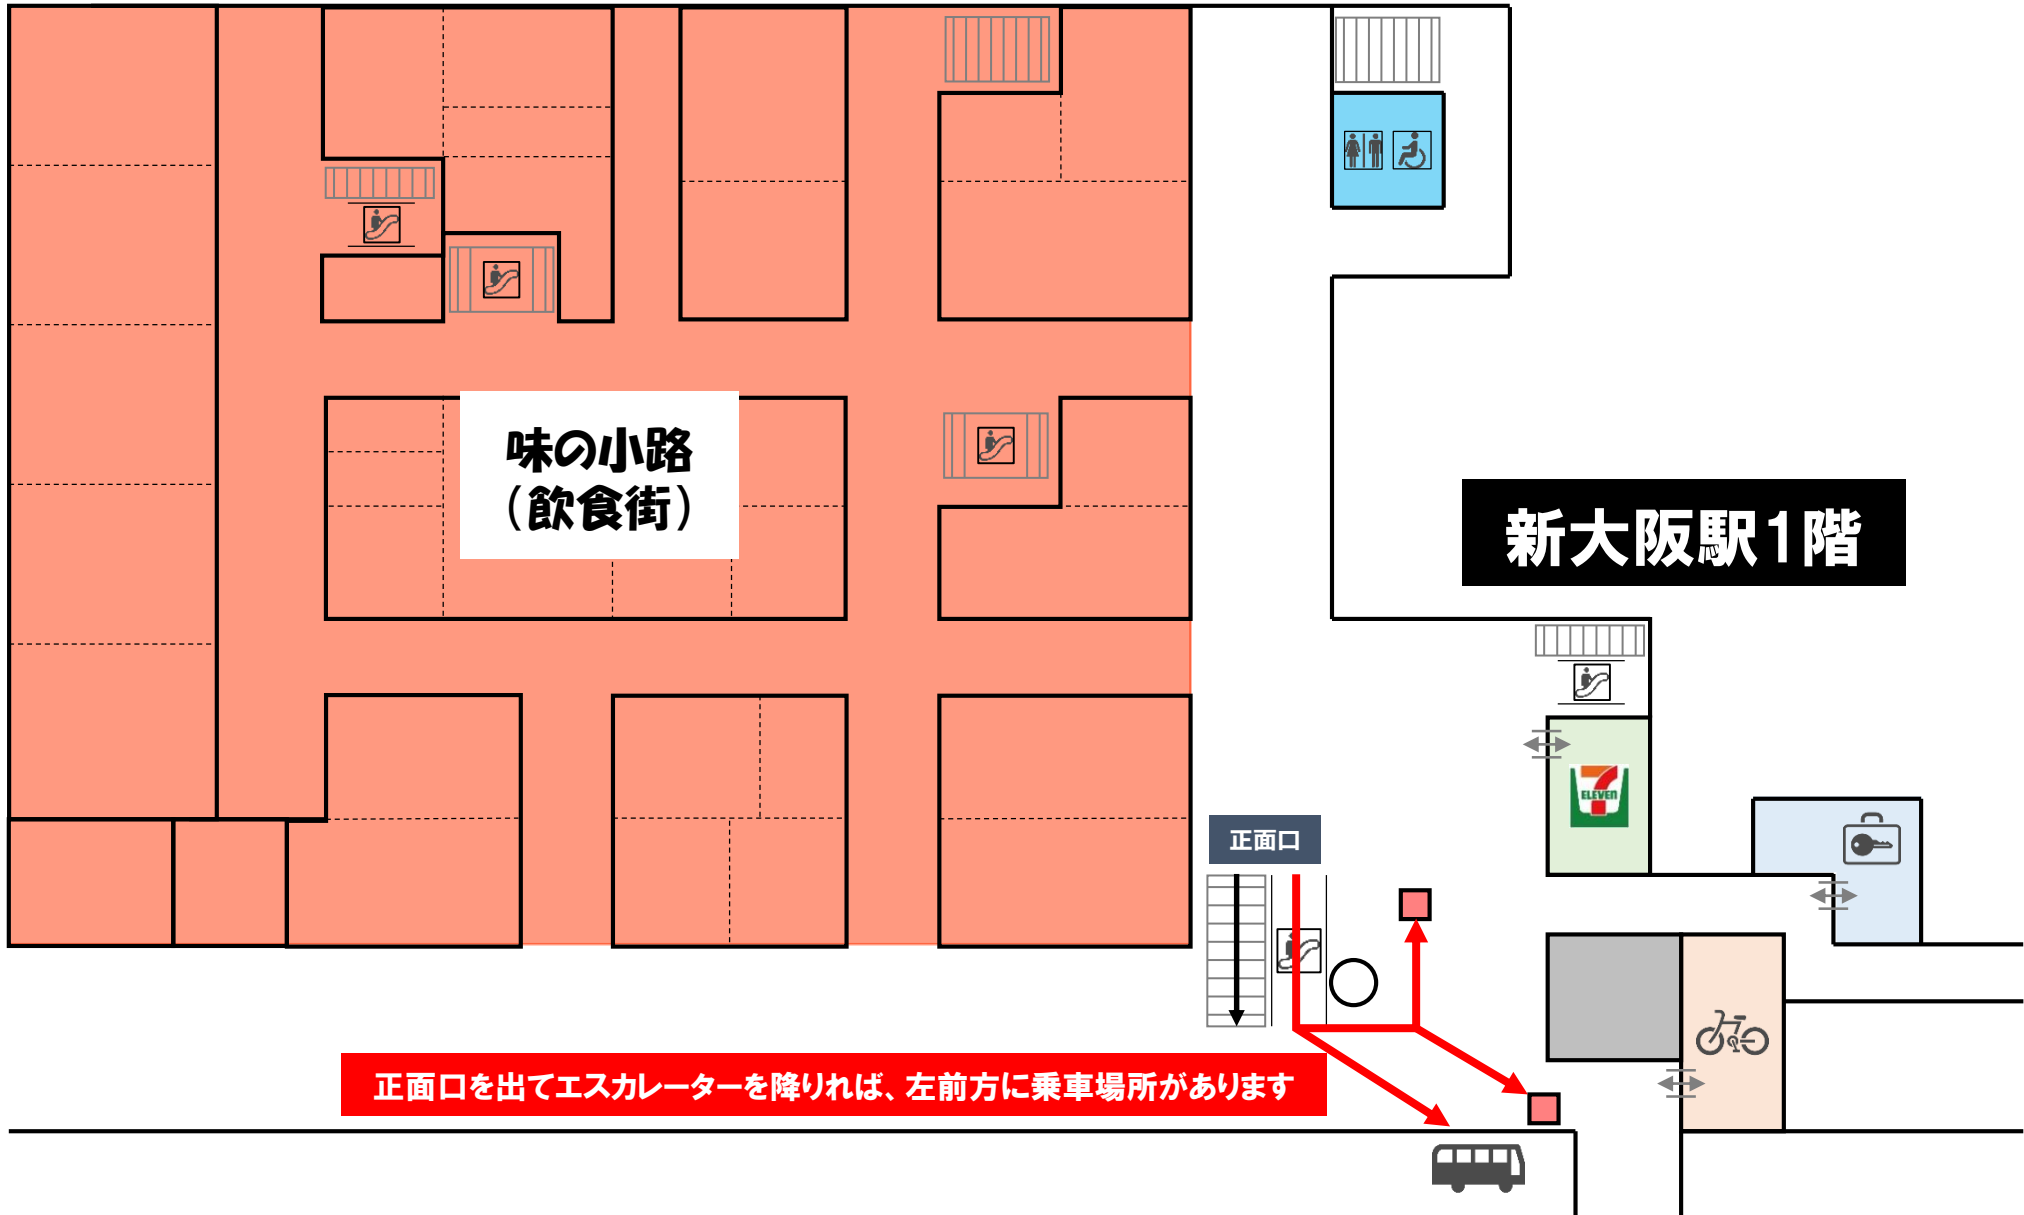 味の小路
（飲食街）
新大阪駅1階
7
ELEVEN
正面口
正面口を出てエスカレーターを降りれば、左前方に乗車場所があります